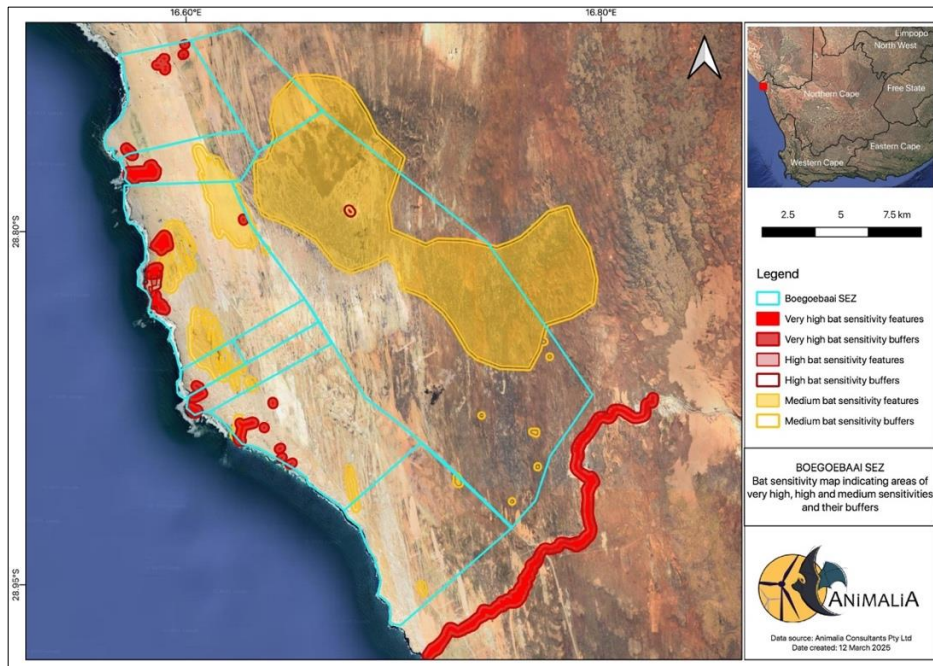 16.60°E
16.80°E
28.80°S
28.95°S
Limpopo
North West
Northern Cape
Free State
Eastern Cape
Western Cape
2.5 5 7.5 km
Legend
Boegoebaai SEZ
Very high bat sensitivity features
Very high bat sensitivity buffers
High bat sensitivity features
High bat sensitivity buffers
Medium bat sensitivity features
Medium bat sensitivity buffers
BOEGOEBAAI SEZ
Bat sensitivity map indicating areas of
very high, high and medium sensitivities
and their buffers
ANiMALiA
Data source: Animalia Consultants Pty Ltd
Date created: 12 March 2025